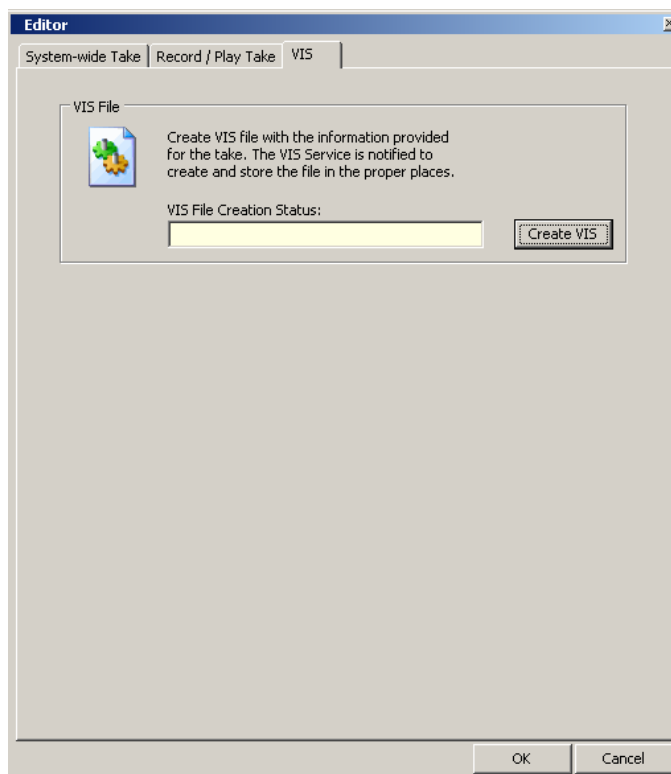 Editor
System-wide Take
Record / Play Take
VIS
VIS File
Create VIS file with the information provided
for the take. The VIS Service is notified to
create and store the file in the proper places.
VIS File Creation Status:
Create VIS
OK
Cancel